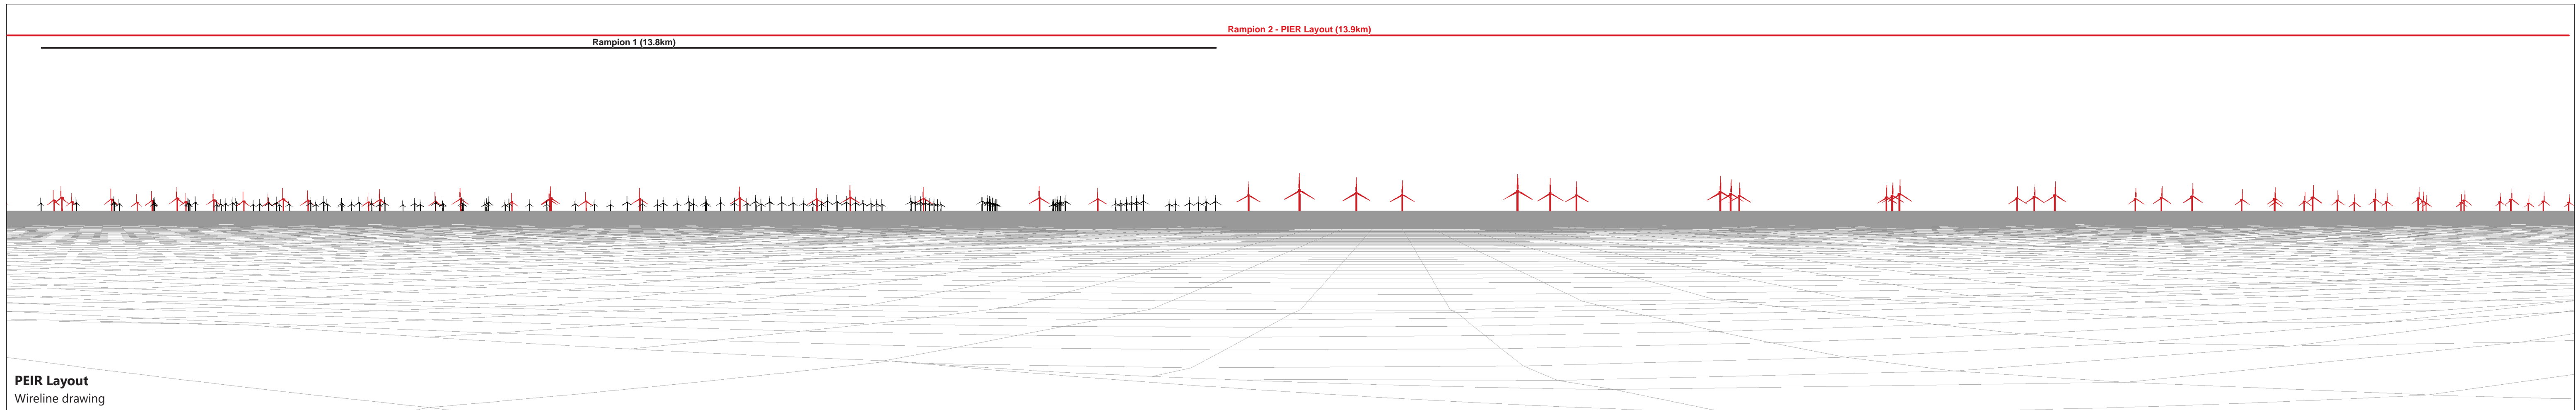 Rampion 2 - PIER Layout (13.9km)
Rampion 1 (13.8km)
PEIR Layout
Wireline drawing